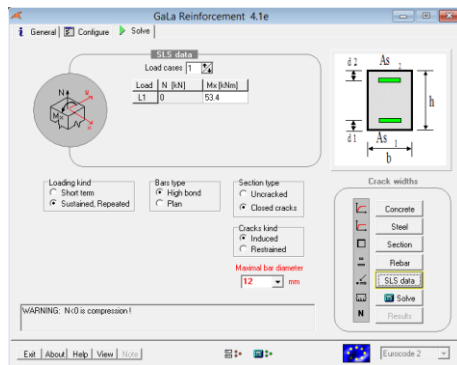 GaLa Reinforcement 4.1e
General Configure Solve
SLS data
Load cases 1
Load N [kN] Mx [kNm]
L1 0 53.4
N
Mx
d 2 As 2
h
d 1 As 1
b
Loading kind
Short term
Sustained, Repeated
Bars type
High bond
Plan
Section type
Uncracked
Closed cracks
Cracks kind
Induced
Restrained
Maximal bar diameter
12 mm
WARNING: N<0 is compression !
Crack widths
Concrete
Steel
Section
Rebar
SLS data
Solve
N Results
Exit About Help View Note
Eurocode 2